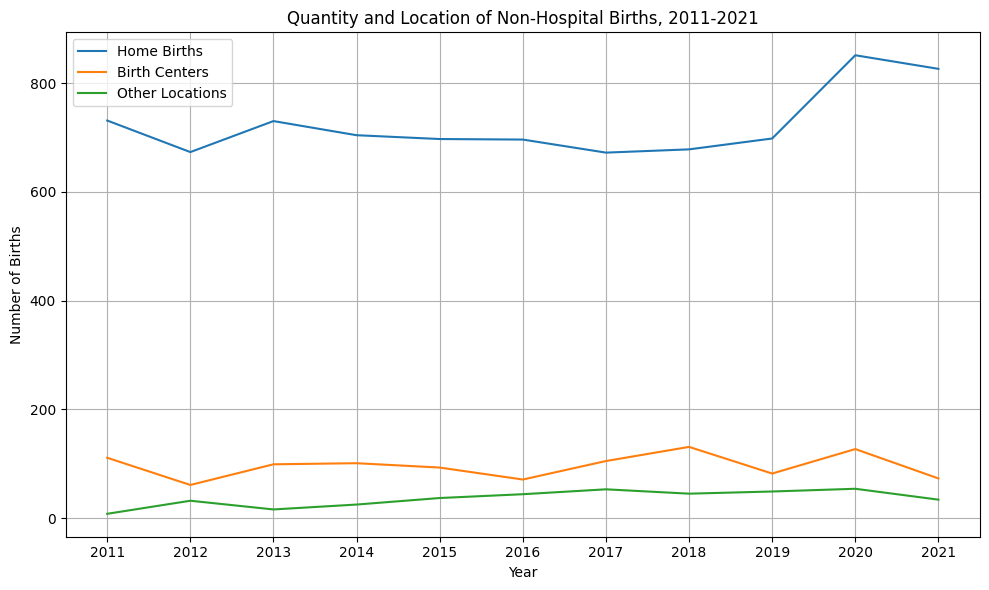 Quantity and Location of Non-Hospital Births, 2011-2021
Home Births
Birth Centers
Other Locations
800
600
400
200
0
Number of Births
2011 2012 2013 2014 2015 2016 2017 2018 2019 2020 2021
Year